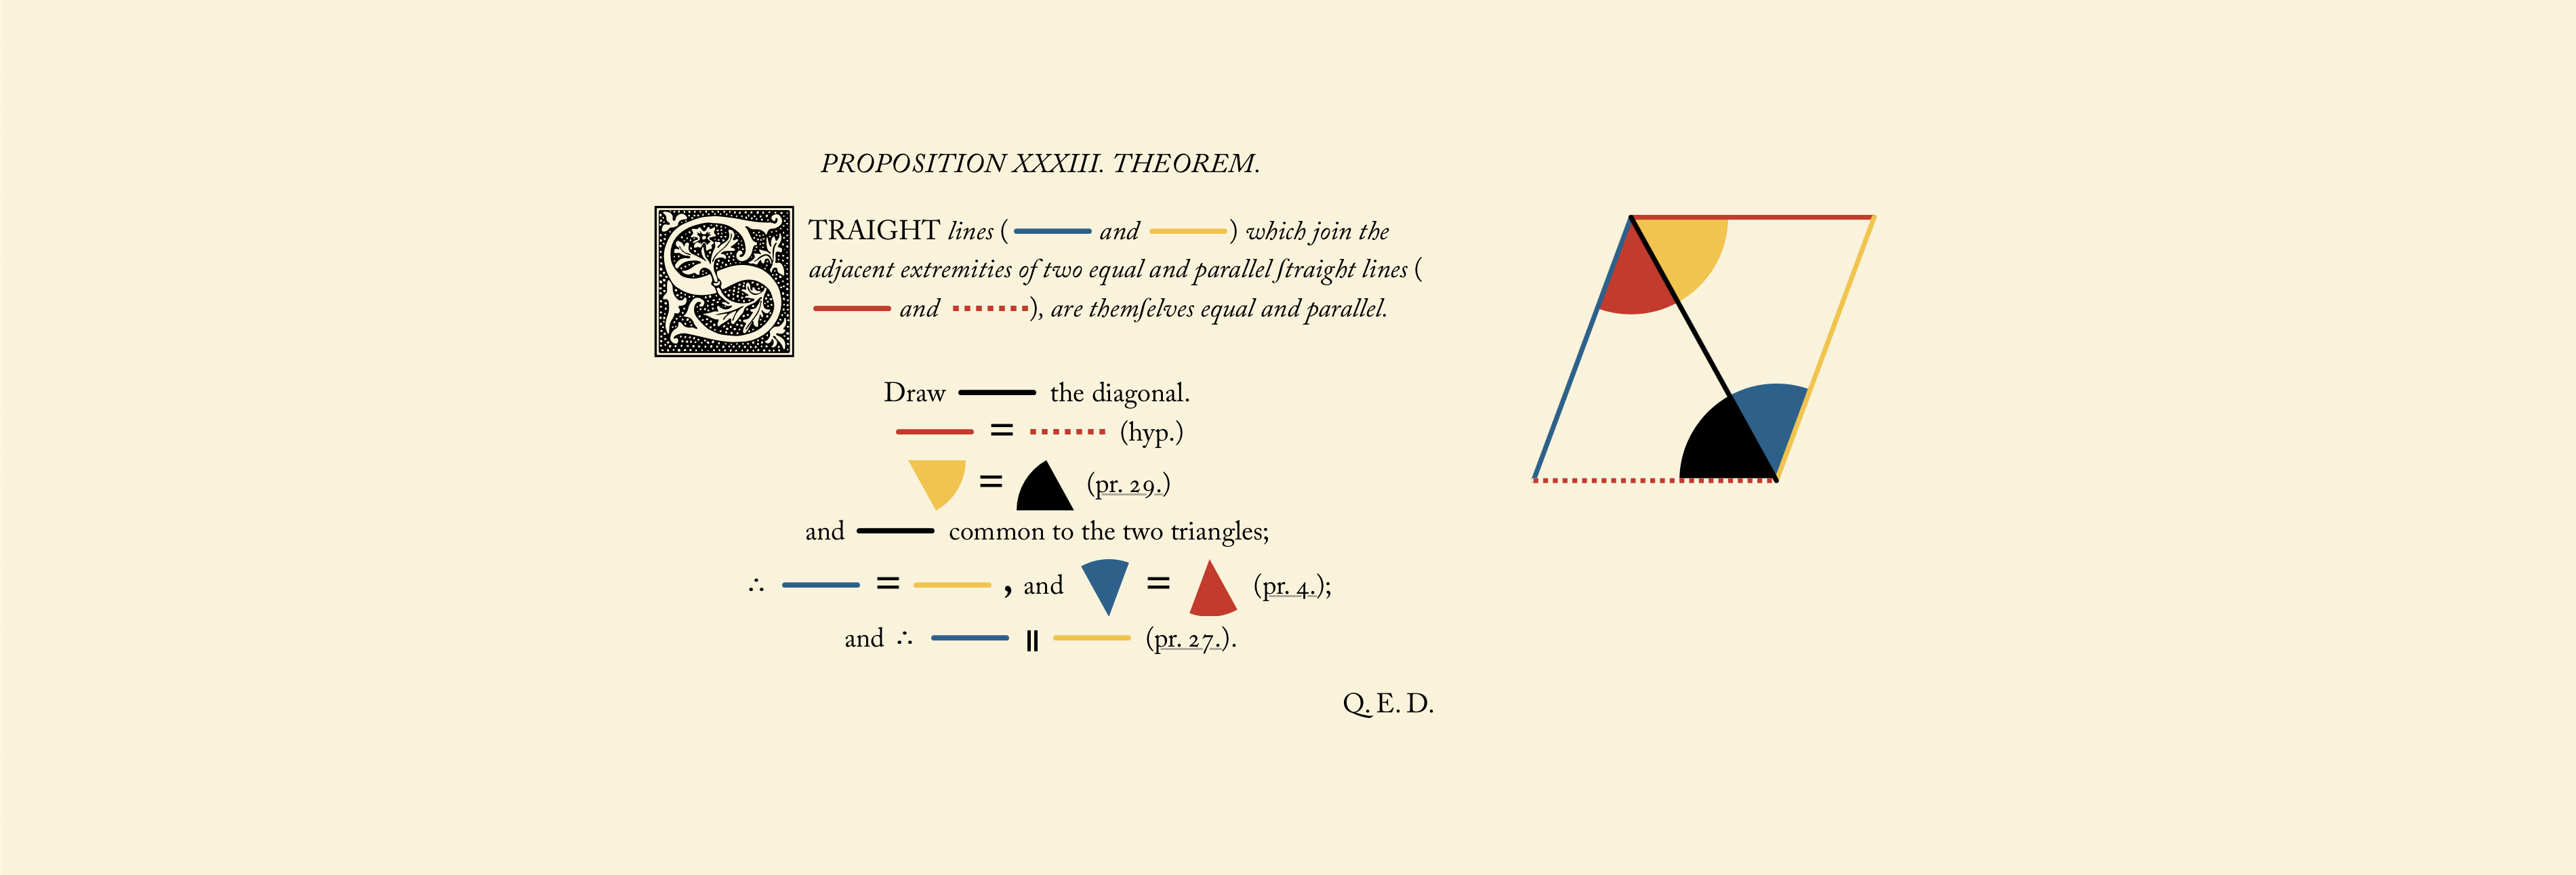 PROPOSITION XXXIII. THEOREM.
STRAIGHT lines ( and ) which join the
adjacent extremities of two equal and parallel ſtraight lines (
and ), are themſelves equal and parallel.
Draw the diagonal.
= (hyp.)
= (pr. 29.)
and common to the two triangles;
∴ = , and = (pr. 4.);
and ∴ ∥ (pr. 27.).
Q. E. D.